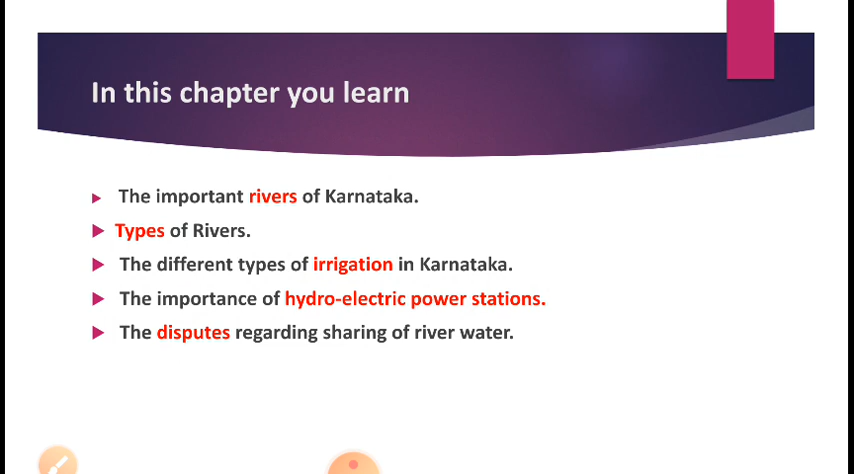 In this chapter you learn
The important rivers of Karnataka.
Types of Rivers.
The different types of irrigation in Karnataka.
The importance of hydro-electric power stations.
The disputes regarding sharing of river water.